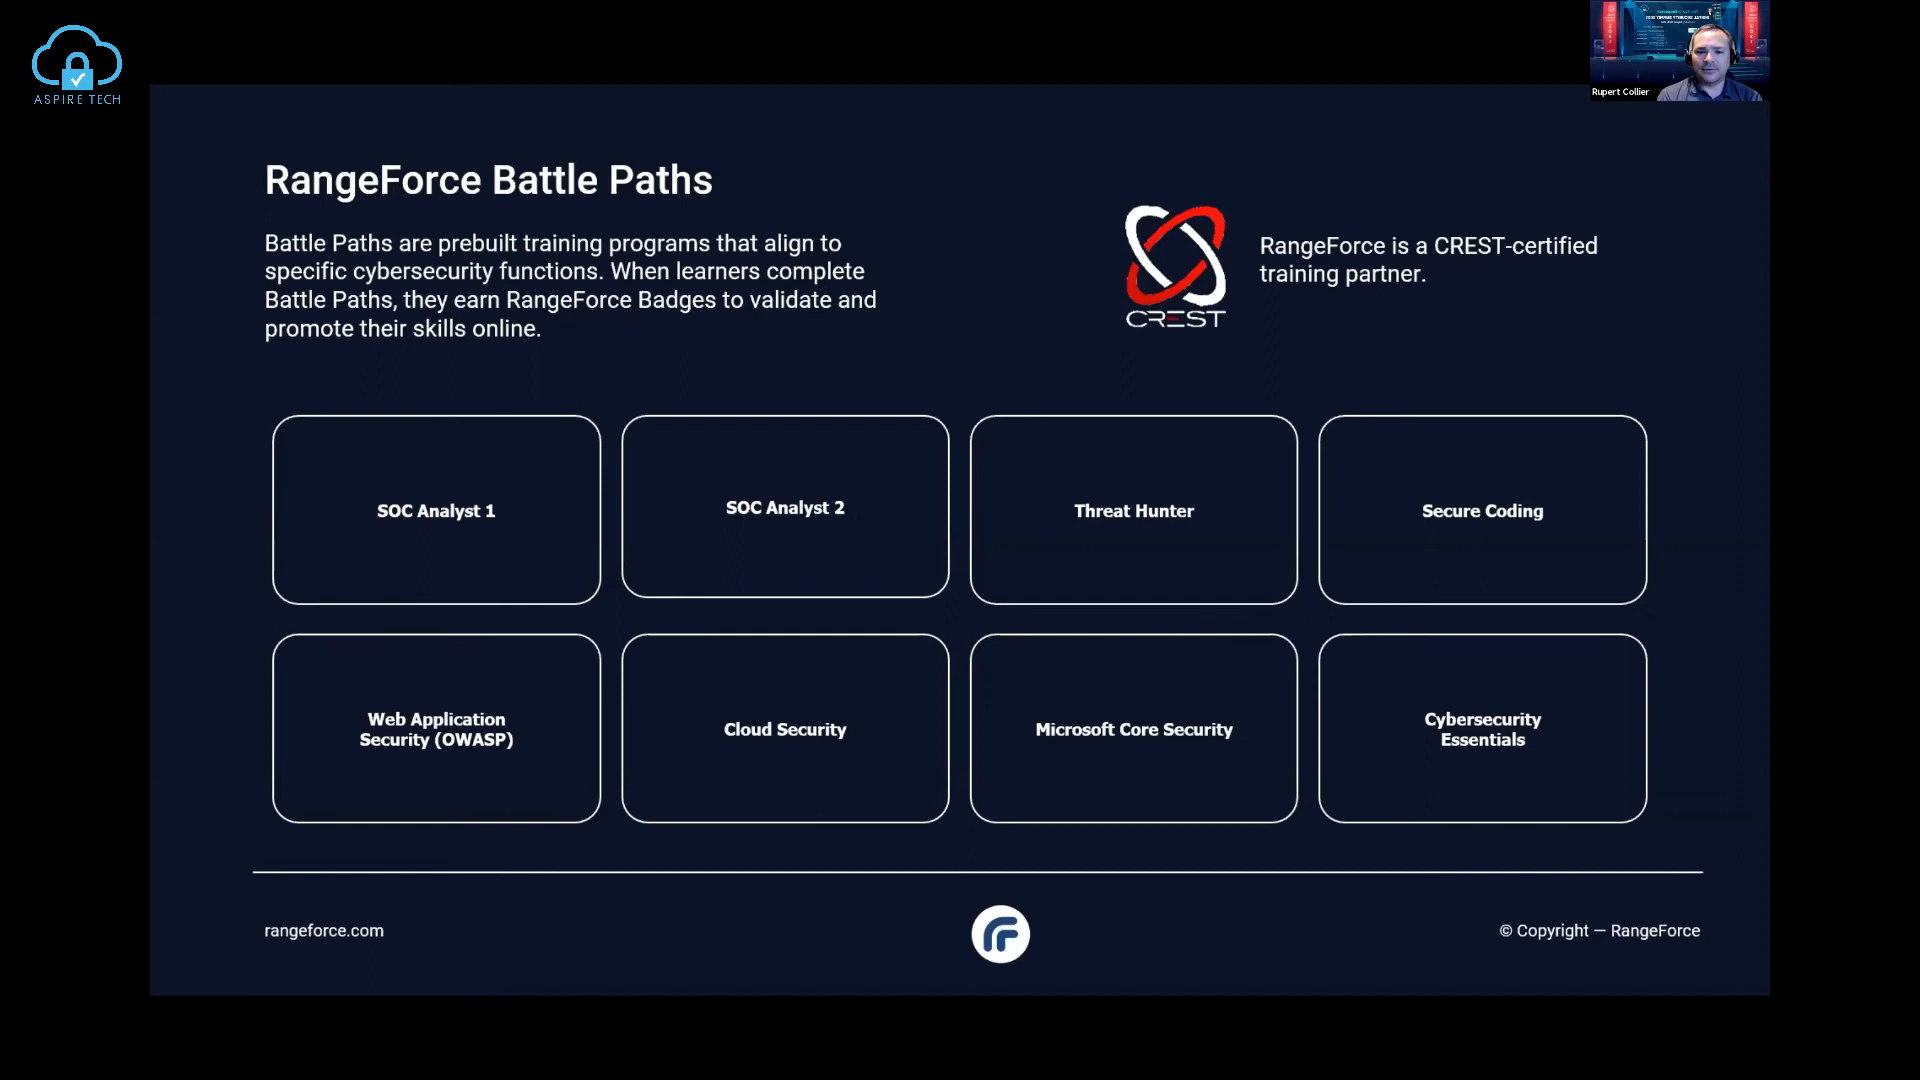 ASPIRE TECH
Rupert Collier
RangeForce Battle Paths
Battle Paths are prebuilt training programs that align to
specific cybersecurity functions. When learners complete
Battle Paths, they earn RangeForce Badges to validate and
promote their skills online.
CREST
RangeForce is a CREST-certified
training partner.
SOC Analyst 1
SOC Analyst 2
Threat Hunter
Secure Coding
Web Application
Security (OWASP)
Cloud Security
Microsoft Core Security
Cybersecurity
Essentials
rangeforce.com
© Copyright — RangeForce